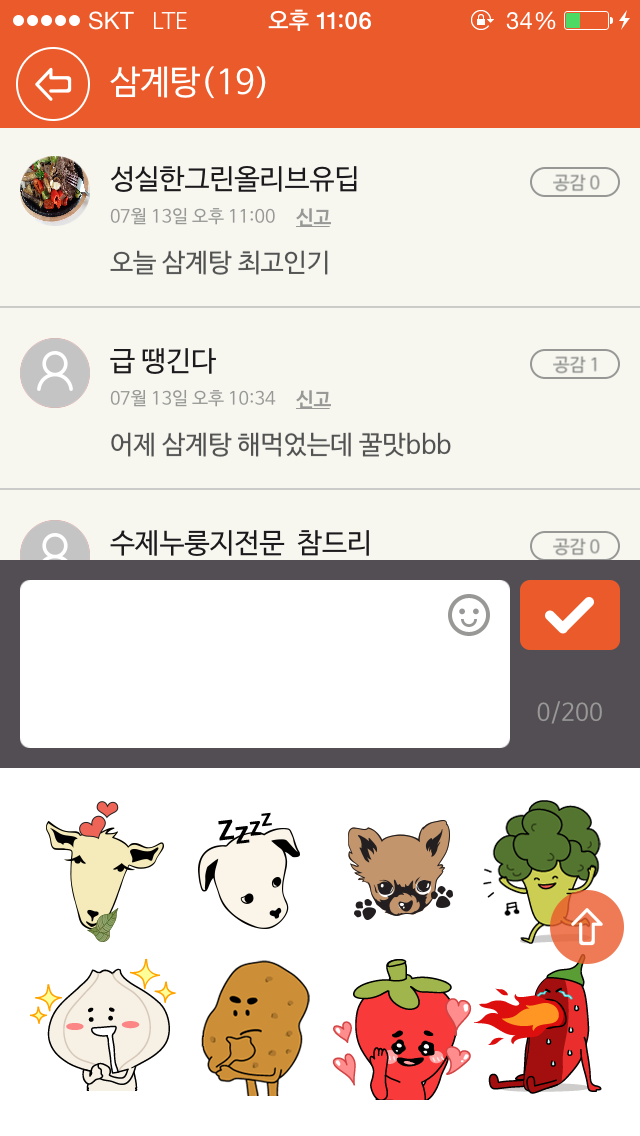 SKT LTE 오후 11:06 34%
삼계탕(19)
성실한그린올리브유딥 공감 0
07월 13일 오후 11:00 신고
오늘 삼계탕 최고인기
급 땡긴다 공감 1
07월 13일 오후 10:34 신고
어제 삼계탕 해먹었는데 꿀맛bbb
수제누룽지전문 참드리 공감 0
0/200
ZZZZ